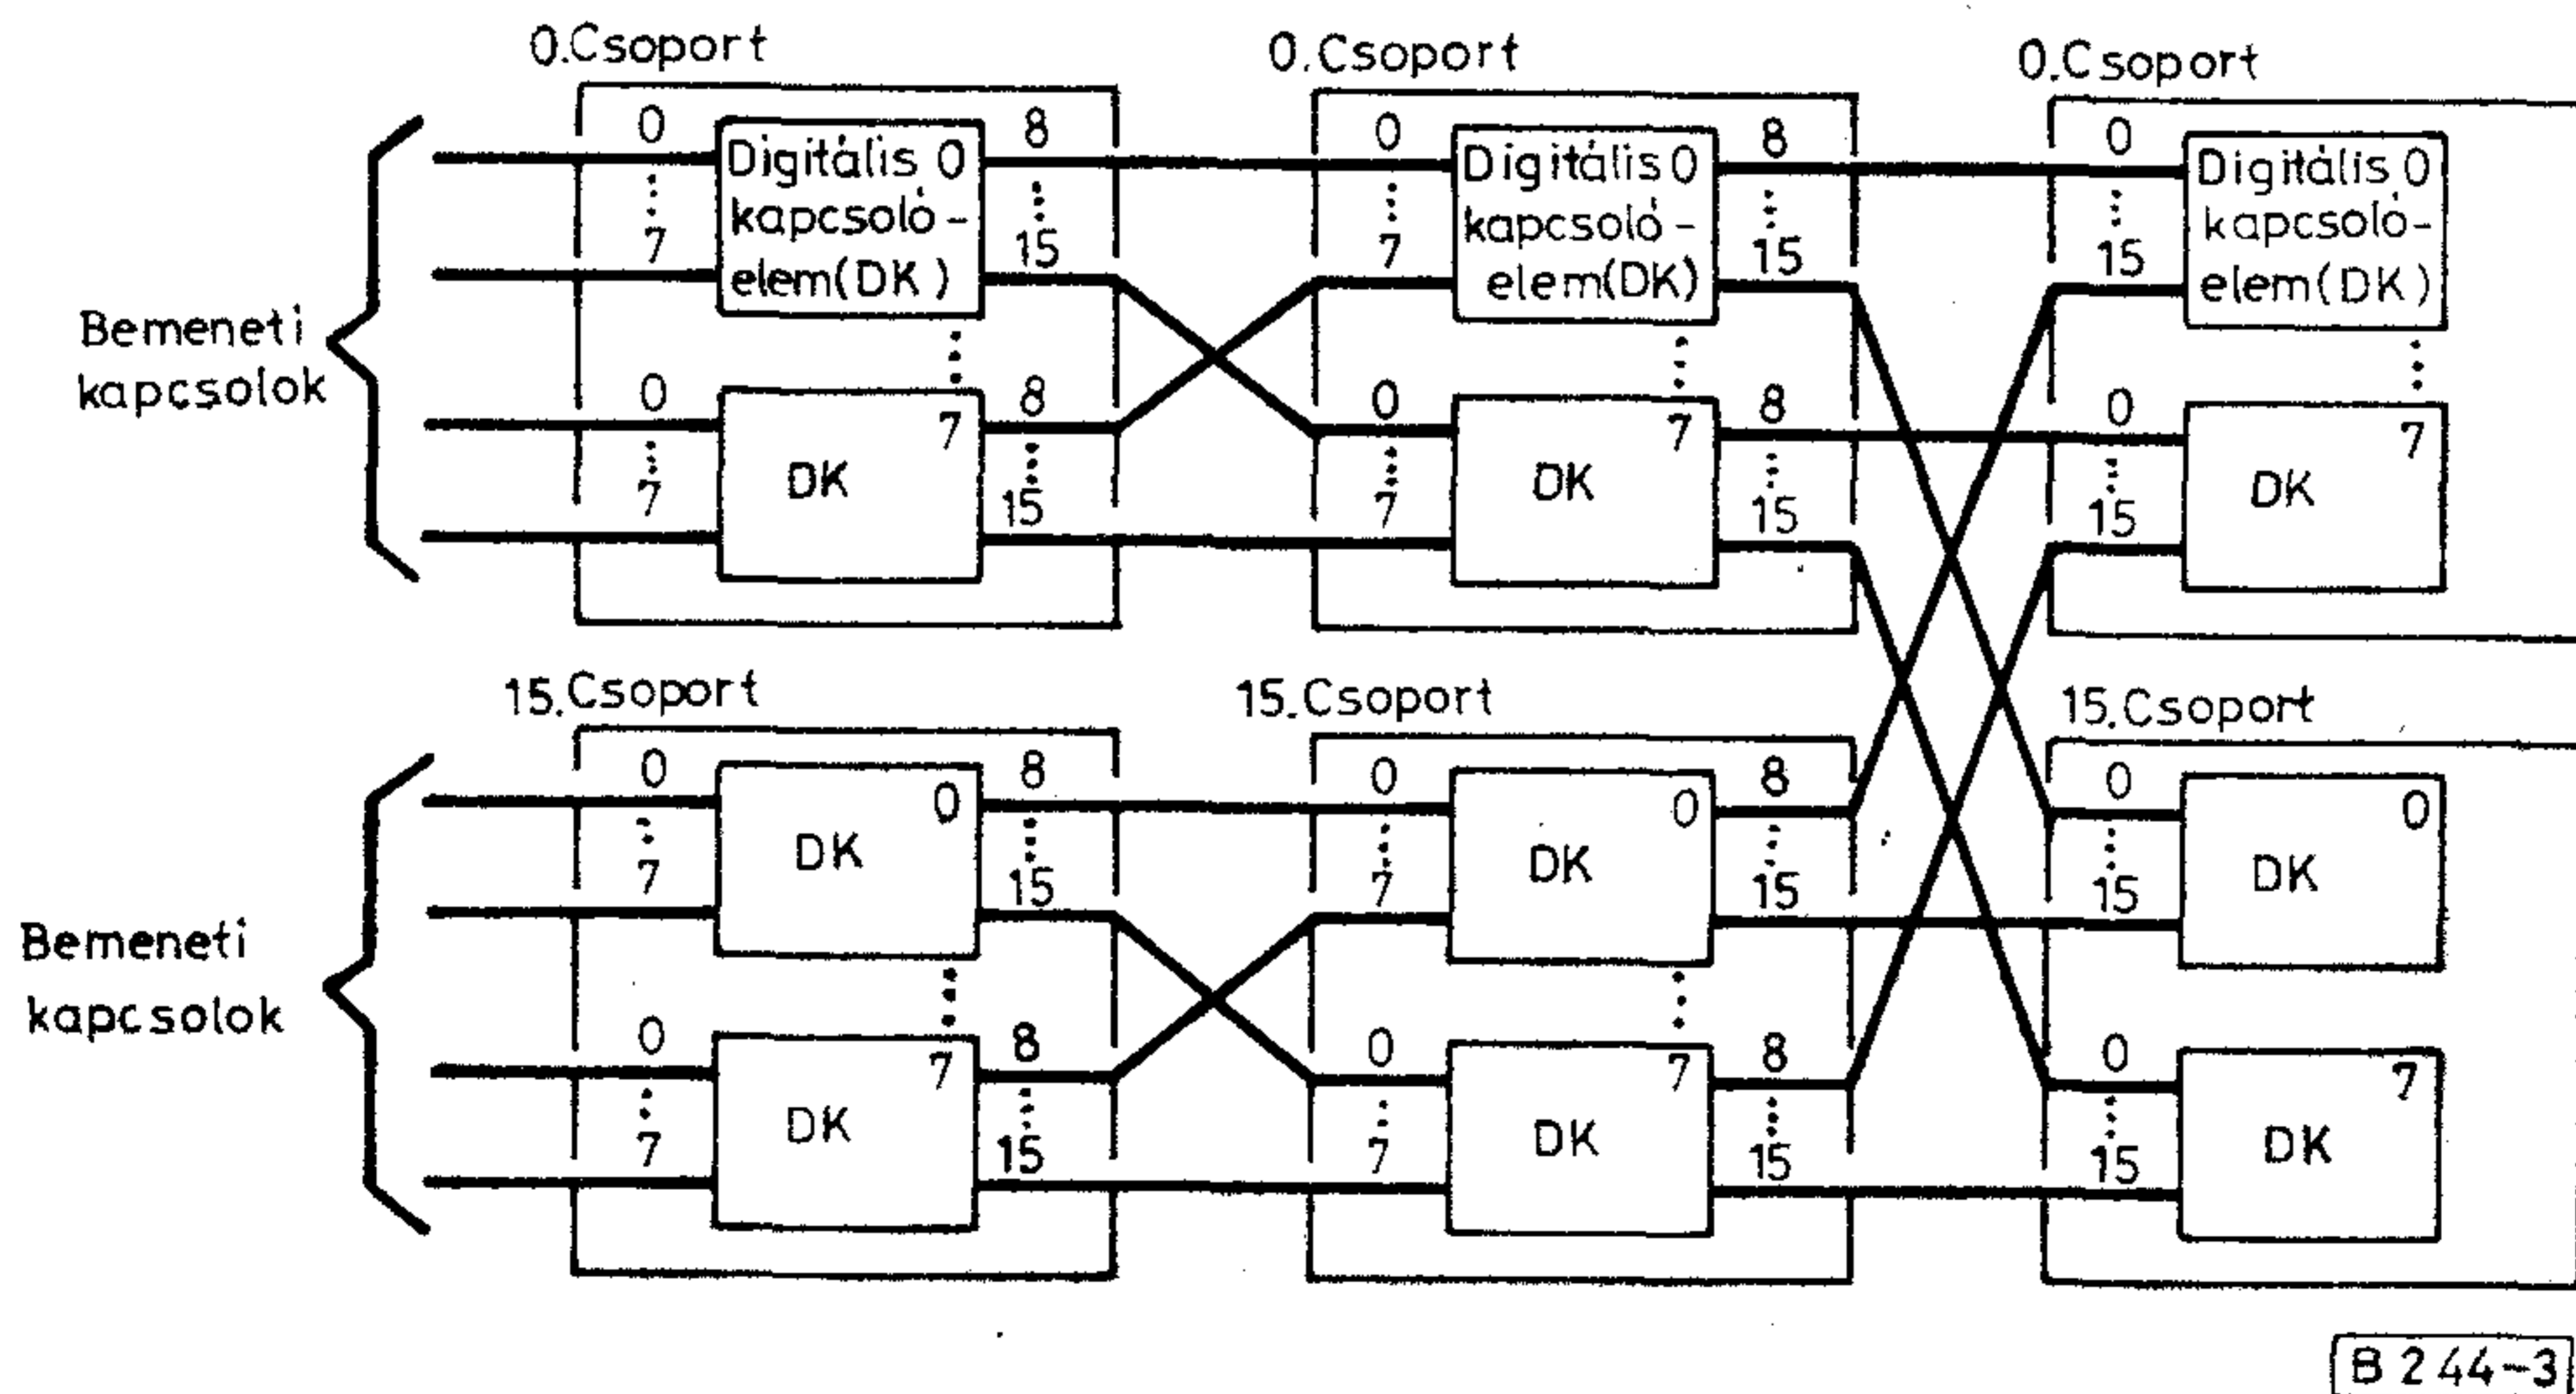 0.Csoport
0.Csoport
0.Csoport
Bemeneti
kapcsolok
0
7
Digitális 0
kapcsoló-
elem(DK)
8
15
0
7
Digitális 0
kapcsoló-
elem(DK)
8
15
0
15
Digitális 0
kapcsoló-
elem(DK)
0
7
DK
7
8
15
0
7
DK
7
8
15
0
15
DK
7
15.Csoport
15.Csoport
15.Csoport
Bemeneti
kapcsolok
0
7
DK
0
8
15
0
7
DK
0
8
15
0
15
DK
0
0
7
DK
7
8
15
0
7
DK
7
8
15
0
15
DK
7
B 244-3